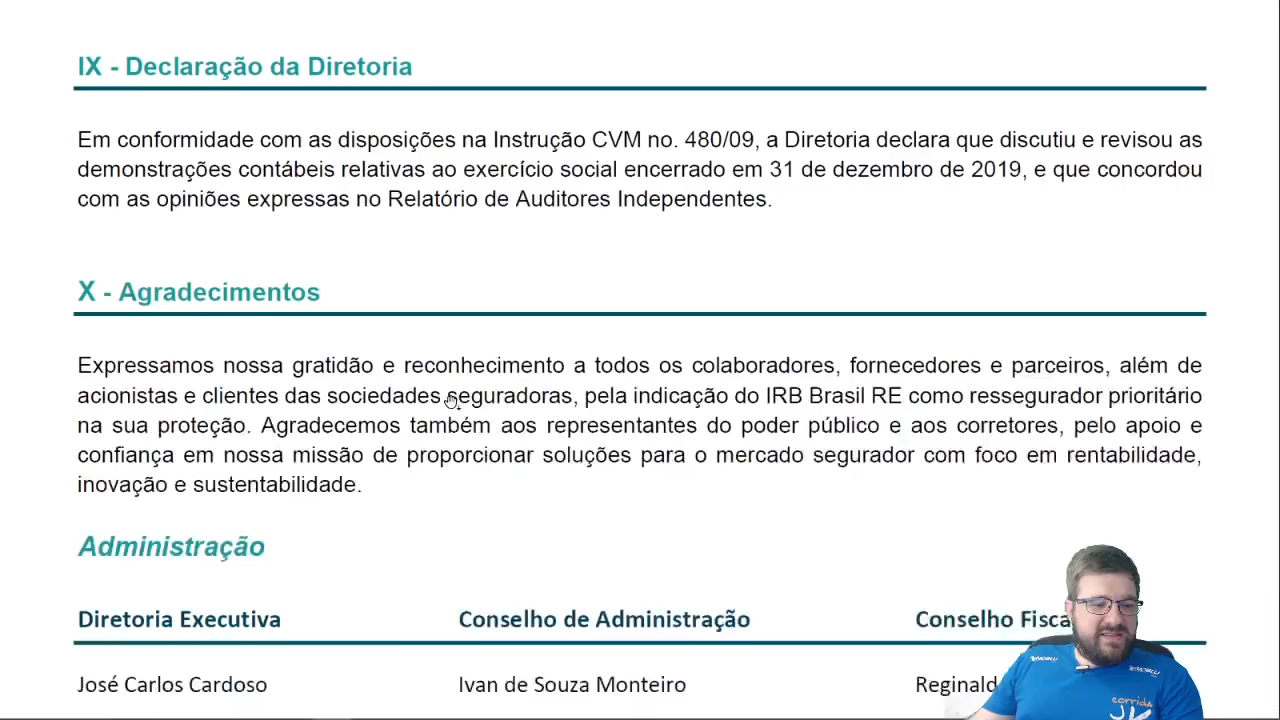 IX - Declaração da Diretoria
Em conformidade com as disposições na Instrução CVM no. 480/09, a Diretoria declara que discutiu e revisou as
demonstrações contábeis relativas ao exercício social encerrado em 31 de dezembro de 2019, e que concordou
com as opiniões expressas no Relatório de Auditores Independentes.
X - Agradecimentos
Expressamos nossa gratidão e reconhecimento a todos os colaboradores, fornecedores e parceiros, além de
acionistas e clientes das sociedades seguradoras, pela indicação do IRB Brasil RE como ressegurador prioritário
na sua proteção. Agradecemos também aos representantes do poder público e aos corretores, pelo apoio e
confiança em nossa missão de proporcionar soluções para o mercado segurador com foco em rentabilidade,
inovação e sustentabilidade.
Administração
Diretoria Executiva Conselho de Administração Conselho
José Carlos Cardoso Ivan de Souza Monteiro
corrida